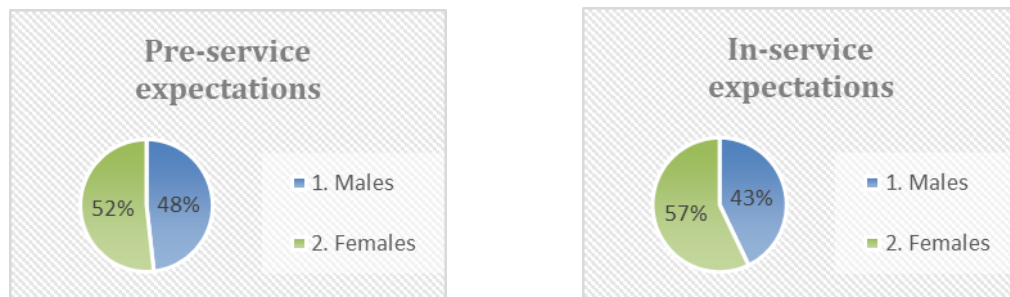 Pre-service
expectations
52%
48%
1. Males
2. Females
In-service
expectations
57%
43%
1. Males
2. Females